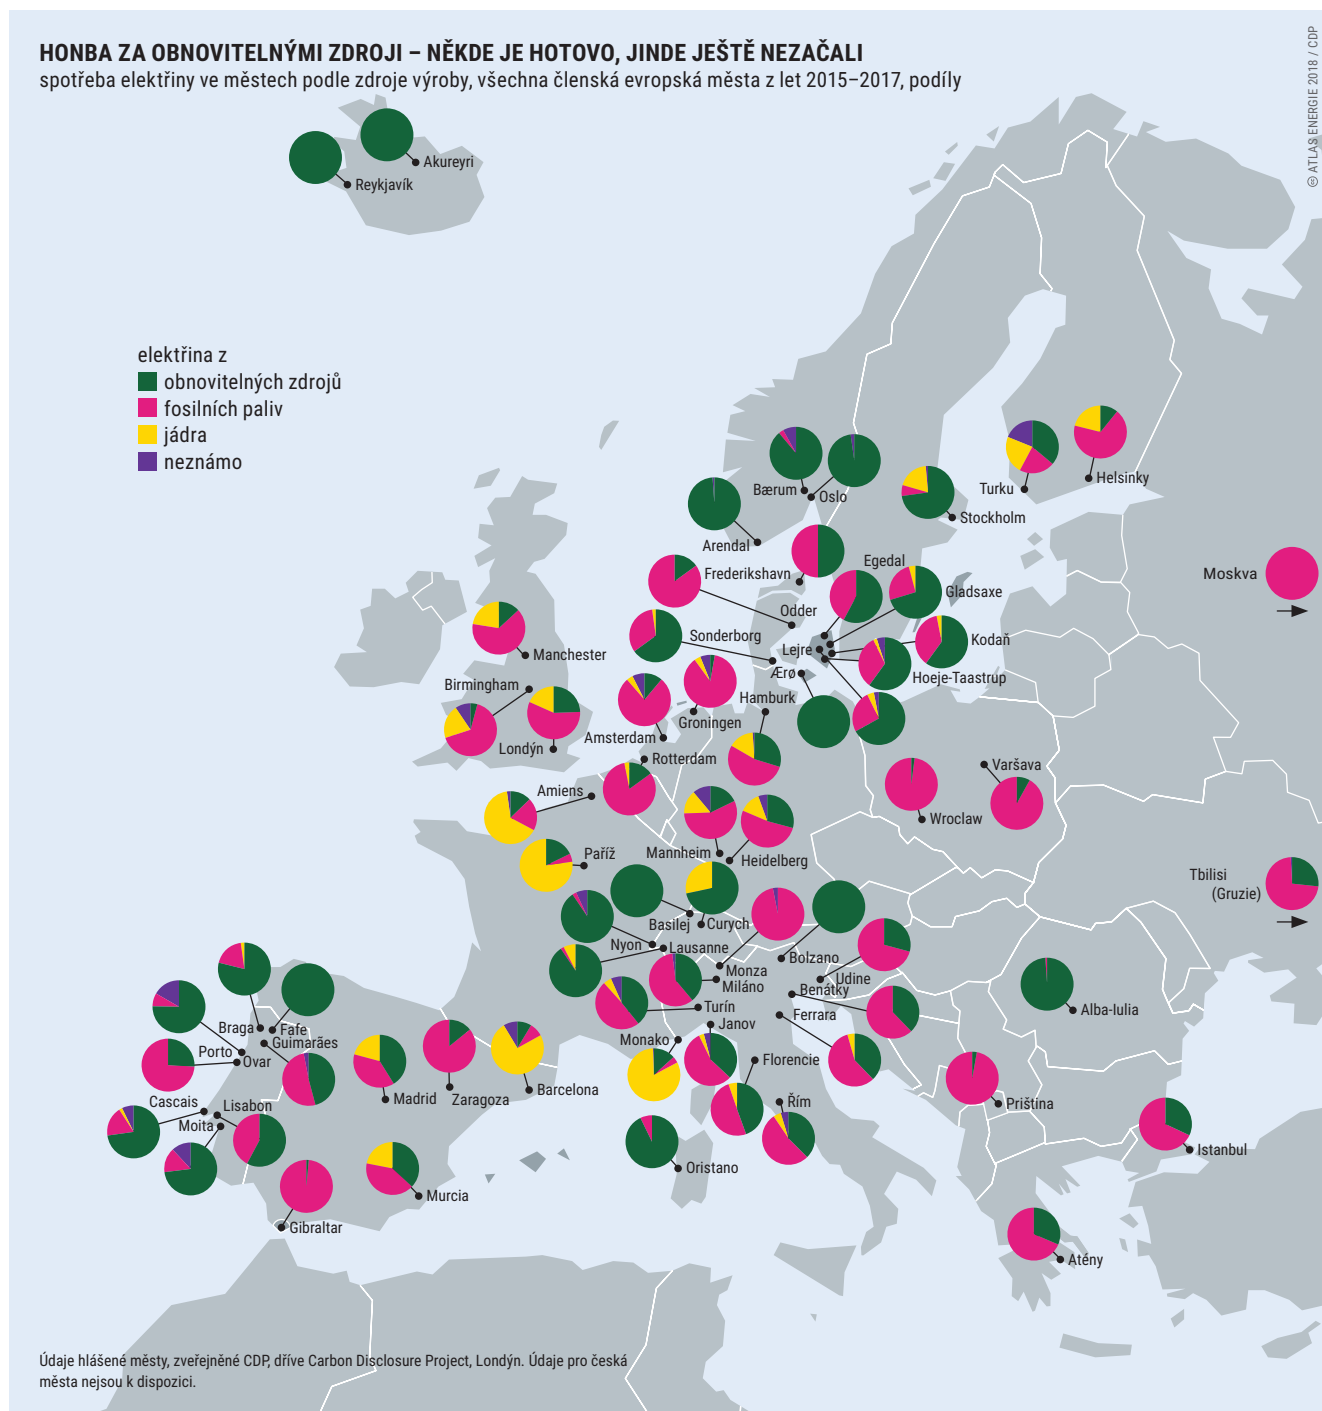 HONBA ZA OBNOVITELNÝMI ZDROJI – NĚKDE JE HOTOVO, JINDE JEŠTĚ NEZAČALI
spotřeba elektřiny ve městech podle zdroje výroby, všechna členská evropská města z let 2015–2017, podíly
ATLAS ENERGIE 2018 / CDP
Akureyri
Reykjavík
elektřina z
obnovitelných zdrojů
fosilních paliv
jádra
neznámo
Bærum
Oslo
Turku
Helsinky
Stockholm
Arendal
Frederikshavn
Egedal
Moskva
Gladsaxe
Odder
Sonderborg
Kodaň
Manchester
Lejre
Ærø
Hoeje-Taastrup
Birmingham
Hamburk
Groningen
Amsterdam
Londýn
Rotterdam
Varšava
Amiens
Wroclaw
Paříž
Mannheim
Heidelberg
Tbilisi
(Gruzie)
Basilej
Curych
Nyon
Lausanne
Bolzano
Monza
Miláno
Udine
Benátky
Alba-Iulia
Turín
Ferrara
Janov
Braga
Fafe
Guimarães
Monako
Porto
Ovar
Florencie
Madrid
Zaragoza
Barcelona
Cascais
Lisabon
Řím
Priština
Moita
Istanbul
Oristano
Murcia
Gibraltar
Atény
Údaje hlášené městy, zveřejněné CDP, dříve Carbon Disclosure Project, Londýn. Údaje pro česká
města nejsou k dispozici.